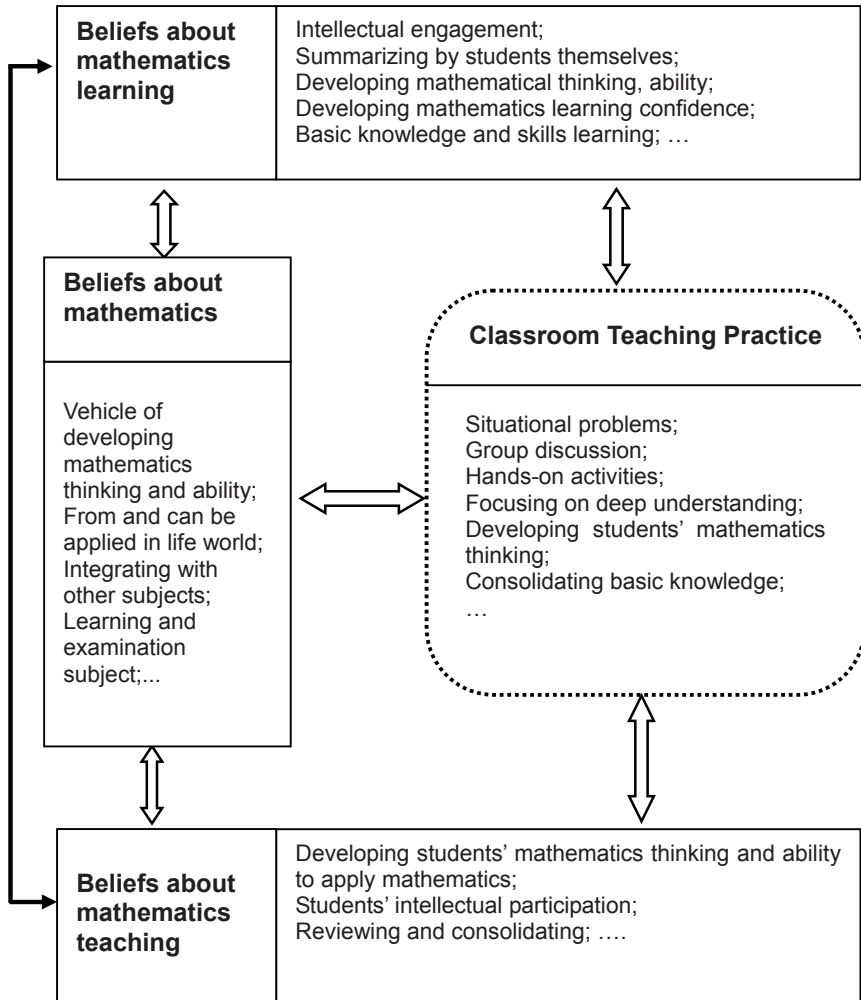 Beliefs about
mathematics
learning
Intellectual engagement;
Summarizing by students themselves;
Developing mathematical thinking, ability;
Developing mathematics learning confidence;
Basic knowledge and skills learning; …
Beliefs about
mathematics
Vehicle of
developing
mathematics
thinking and ability;
From and can be
applied in life world;
Integrating with
other subjects;
Learning and
examination
subject;...
Classroom Teaching Practice
Situational problems;
Group discussion;
Hands-on activities;
Focusing on deep understanding;
Developing students’ mathematics
thinking;
Consolidating basic knowledge;
…
Beliefs about
mathematics
teaching
Developing students’ mathematics thinking and ability
to apply mathematics;
Students’ intellectual participation;
Reviewing and consolidating; ….